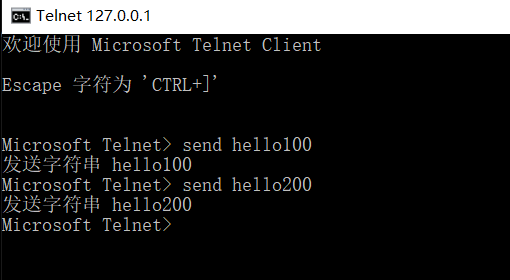 Telnet 127.0.0.1
欢迎使用 Microsoft Telnet Client
Escape 字符为 'CTRL+]'
Microsoft Telnet> send hello100
发送字符串 hello100
Microsoft Telnet> send hello200
发送字符串 hello200
Microsoft Telnet>